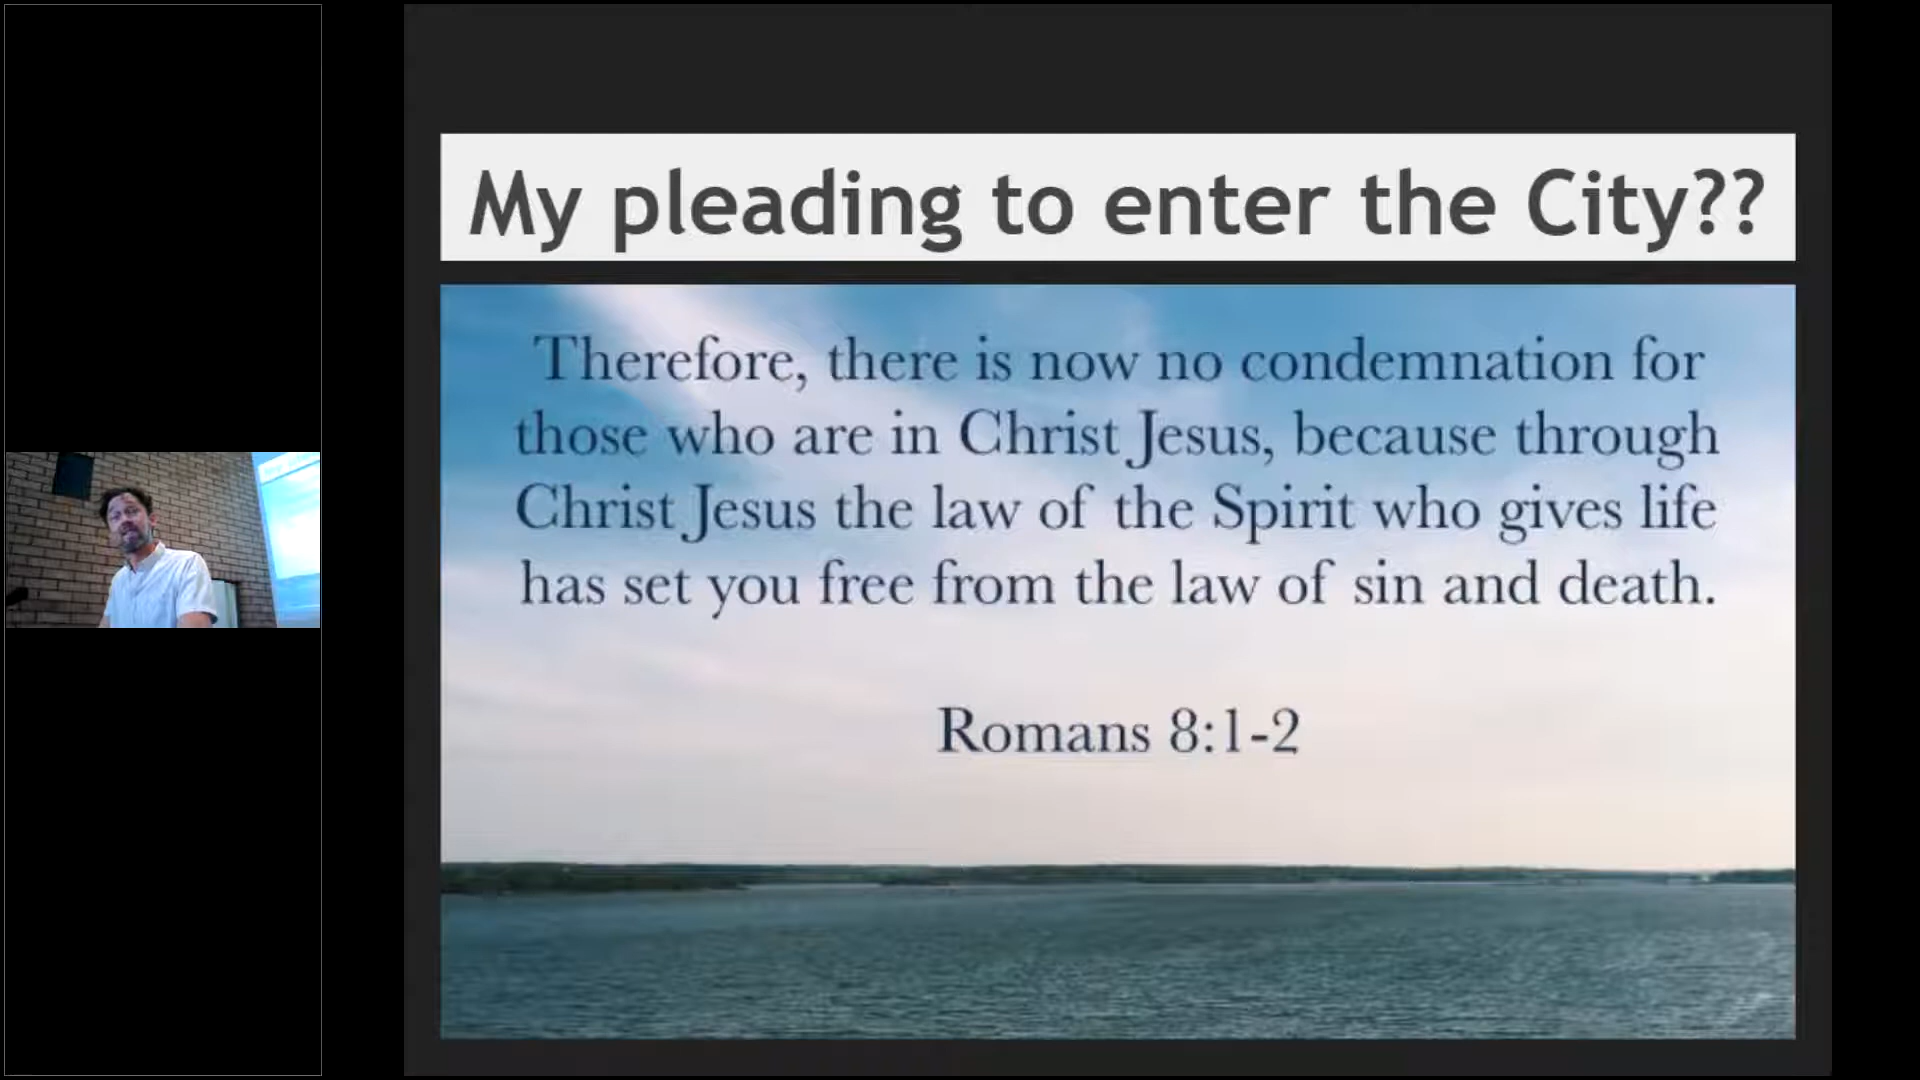 My pleading to enter the City??
Therefore, there is now no condemnation for
those who are in Christ Jesus, because through
Christ Jesus the law of the Spirit who gives life
has set you free from the law of sin and death.
Romans 8:1-2